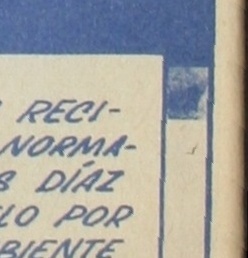 RECI-
NORMA-
S DÍAZ
LO POR
BIENTE